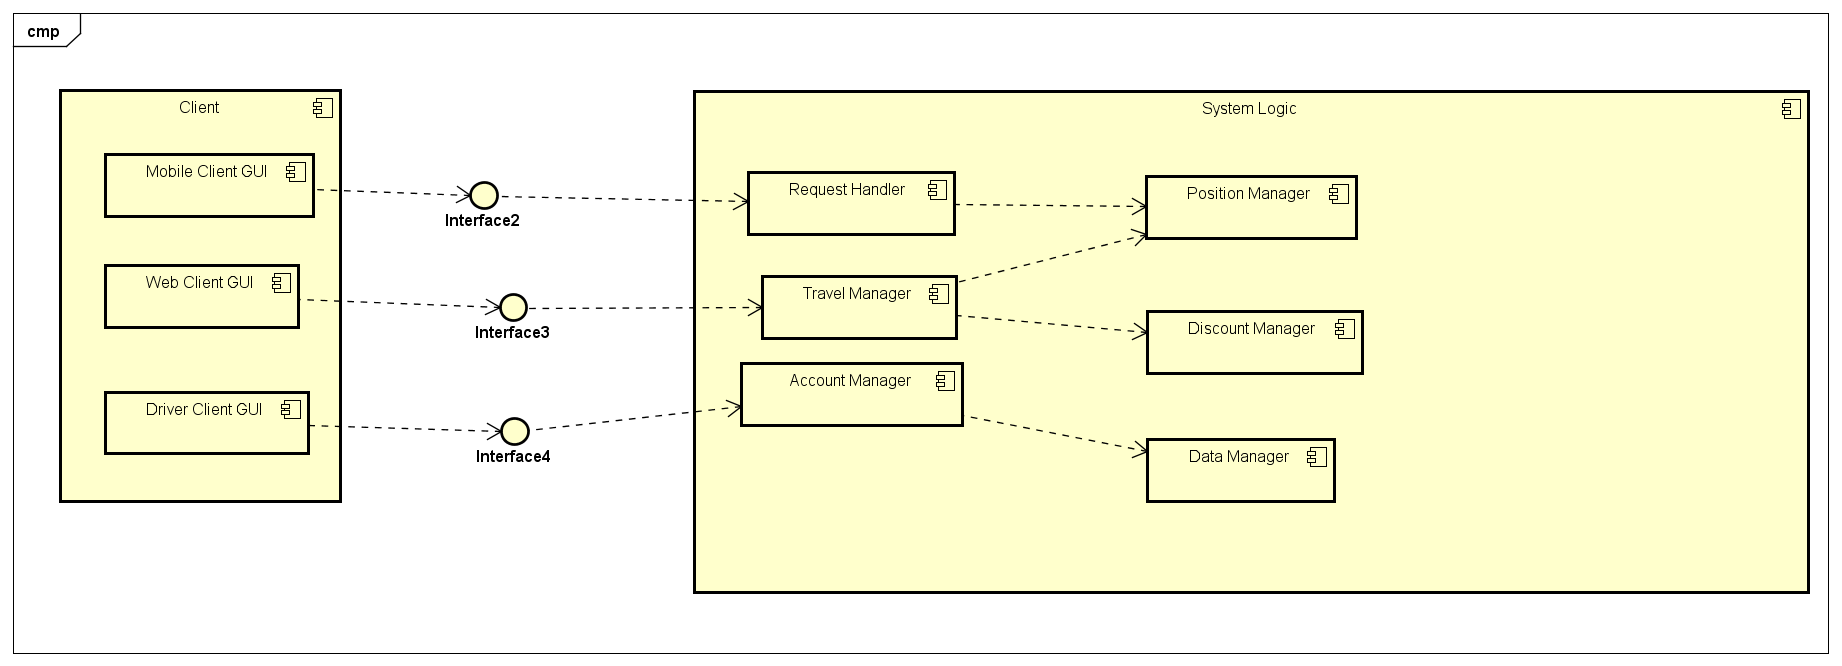 cmp
Client
System Logic
Mobile Client GUI
Interface2
Request Handler
Position Manager
Web Client GUI
Interface3
Travel Manager
Discount Manager
Driver Client GUI
Interface4
Account Manager
Data Manager